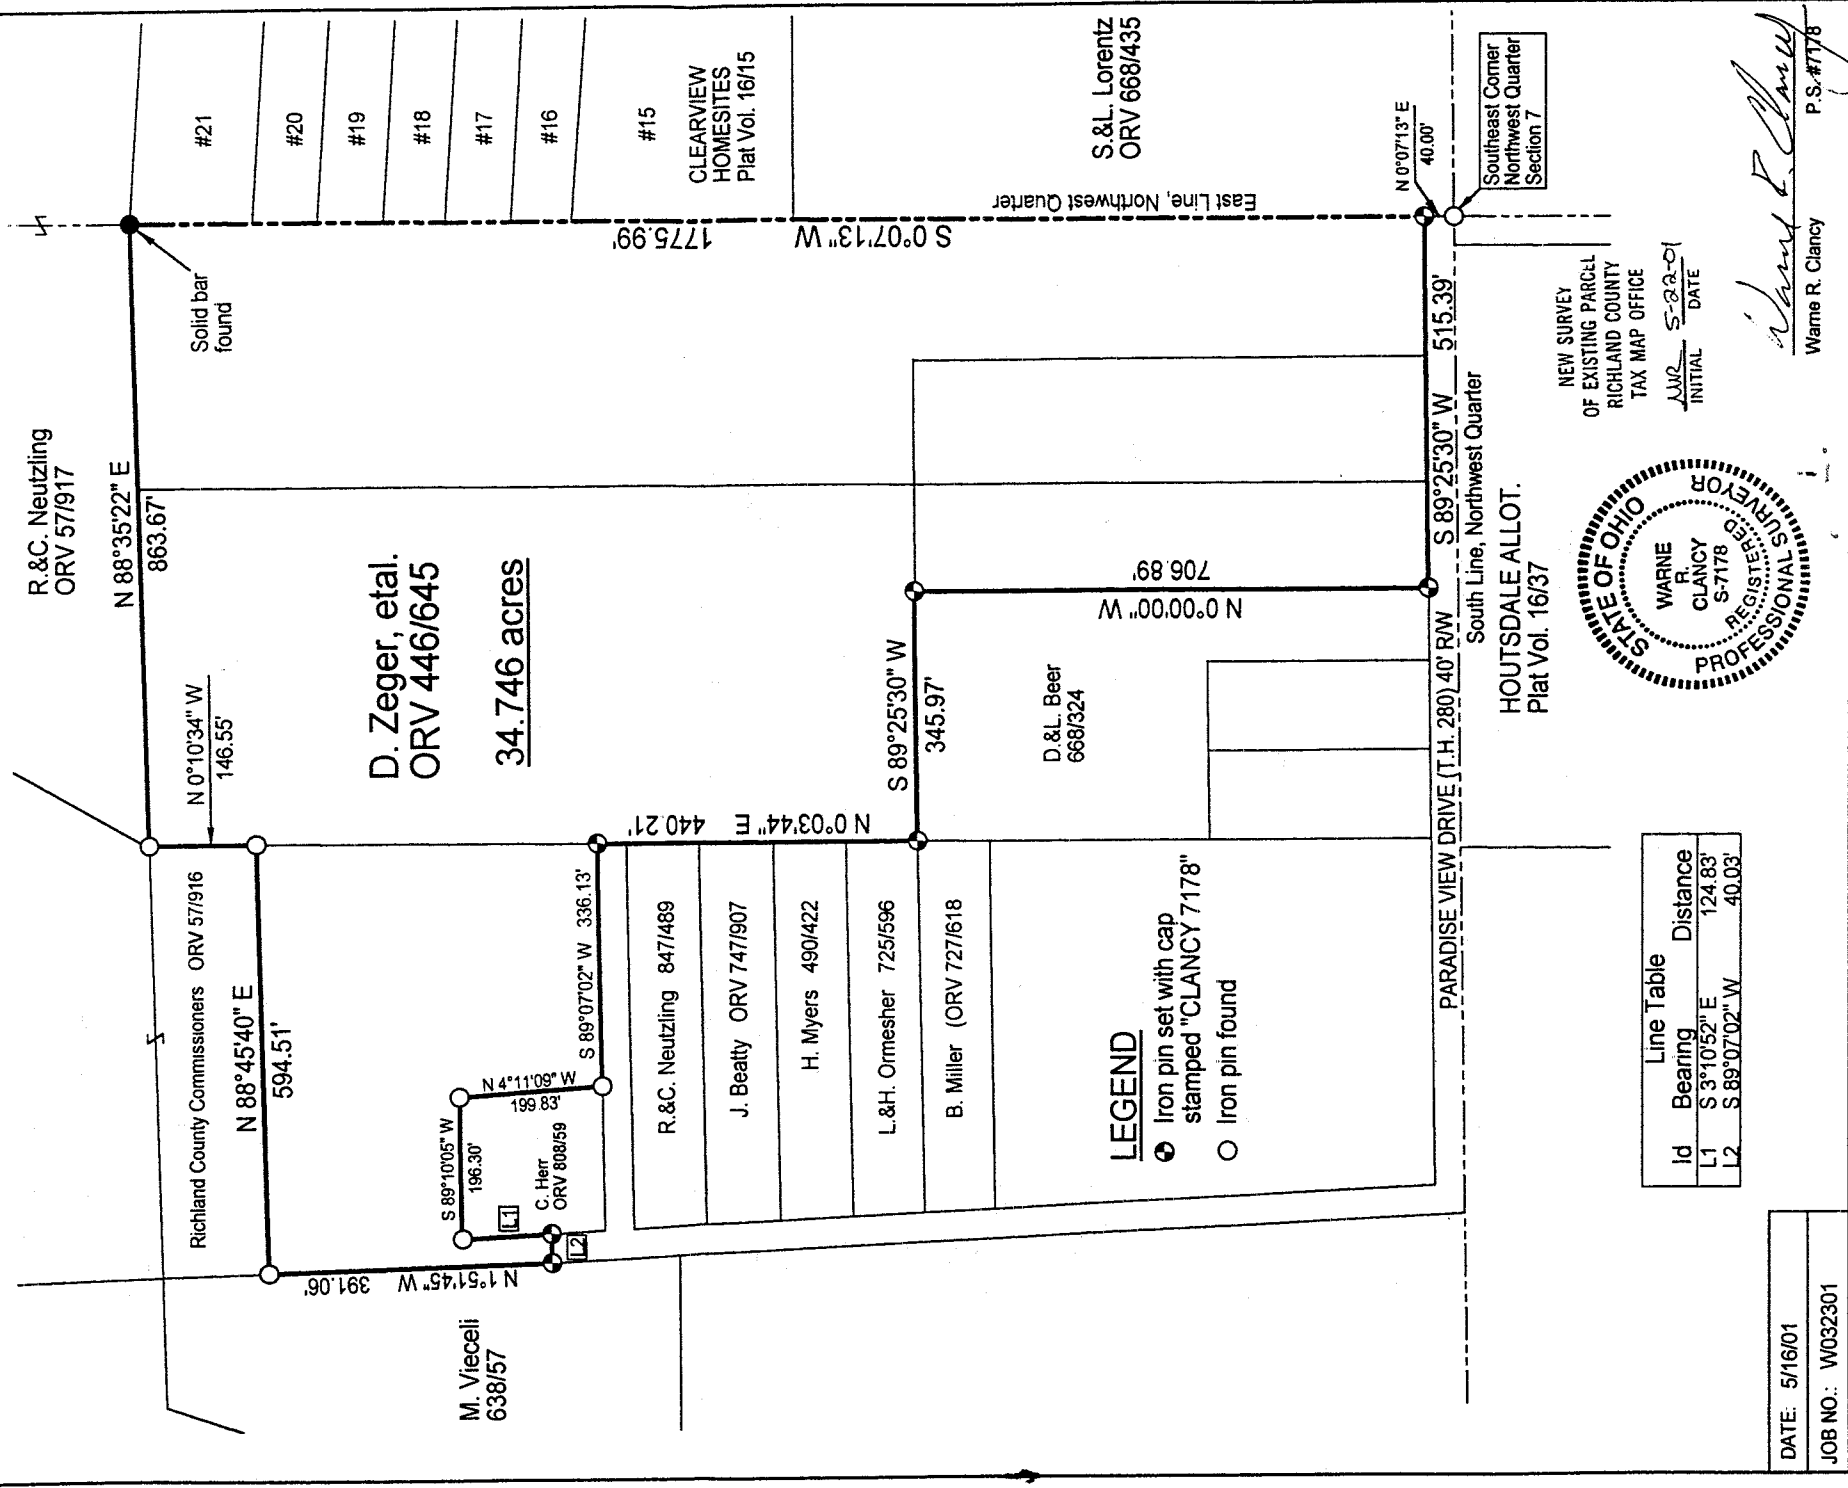 R.&C. Neutzling
ORV 57/917
N 88°35'22" E
863.67'
Solid bar
found
#21
#20
#19
#18
#17
#16
#15
CLEARVIEW
HOMESITES
Plat Vol. 16/15
S.&L. Lorentz
ORV 668/435
East Line, Northwest Quarter
S 0°07'13" W 1775.99'
N 0°07'13" E
40.00'
Southeast Corner
Northwest Quarter
Section 7
N 0°10'34" W
146.55'
D. Zeger, etal.
ORV 446/645
34.746 acres
Richland County Commissioners ORV 57/916
N 88°45'40" E
594.51'
N 1°51'45" W 391.06'
M. Vieceli
638/57
S 89°10'05" W
196.30'
N 4°11'09" W
199.83'
L1
C. Herr
ORV 808/59
L2
S 89°07'02" W 336.13'
N 0°03'44" E 440.21'
S 89°25'30" W
345.97'
N 0°00'00" W
706.89'
S 89°25'30" W 515.39'
D.&L. Beer
668/324
R.&C. Neutzling 847/489
J. Beatty ORV 747/907
H. Myers 490/422
L.&H. Ormesher 725/596
B. Miller (ORV 727/618
LEGEND
Iron pin set with cap
stamped "CLANCY 7178"
Iron pin found
PARADISE VIEW DRIVE (T.H. 280) 40' R/W
South Line, Northwest Quarter
HOUTSDALE ALLOT.
Plat Vol. 16/37
Line Table
Id Bearing Distance
L1 S 3°10'52" E 124.83'
L2 S 89°07'02" W 40.03'
STATE OF OHIO
WARNE
R.
CLANCY
S-7178
REGISTERED
PROFESSIONAL SURVEYOR
NEW SURVEY
OF EXISTING PARCEL
RICHLAND COUNTY
TAX MAP OFFICE
5-22-01
INITIAL DATE
Warne R. Clancy
Warne R. Clancy P.S.#7178
DATE: 5/16/01
JOB NO.: W032301